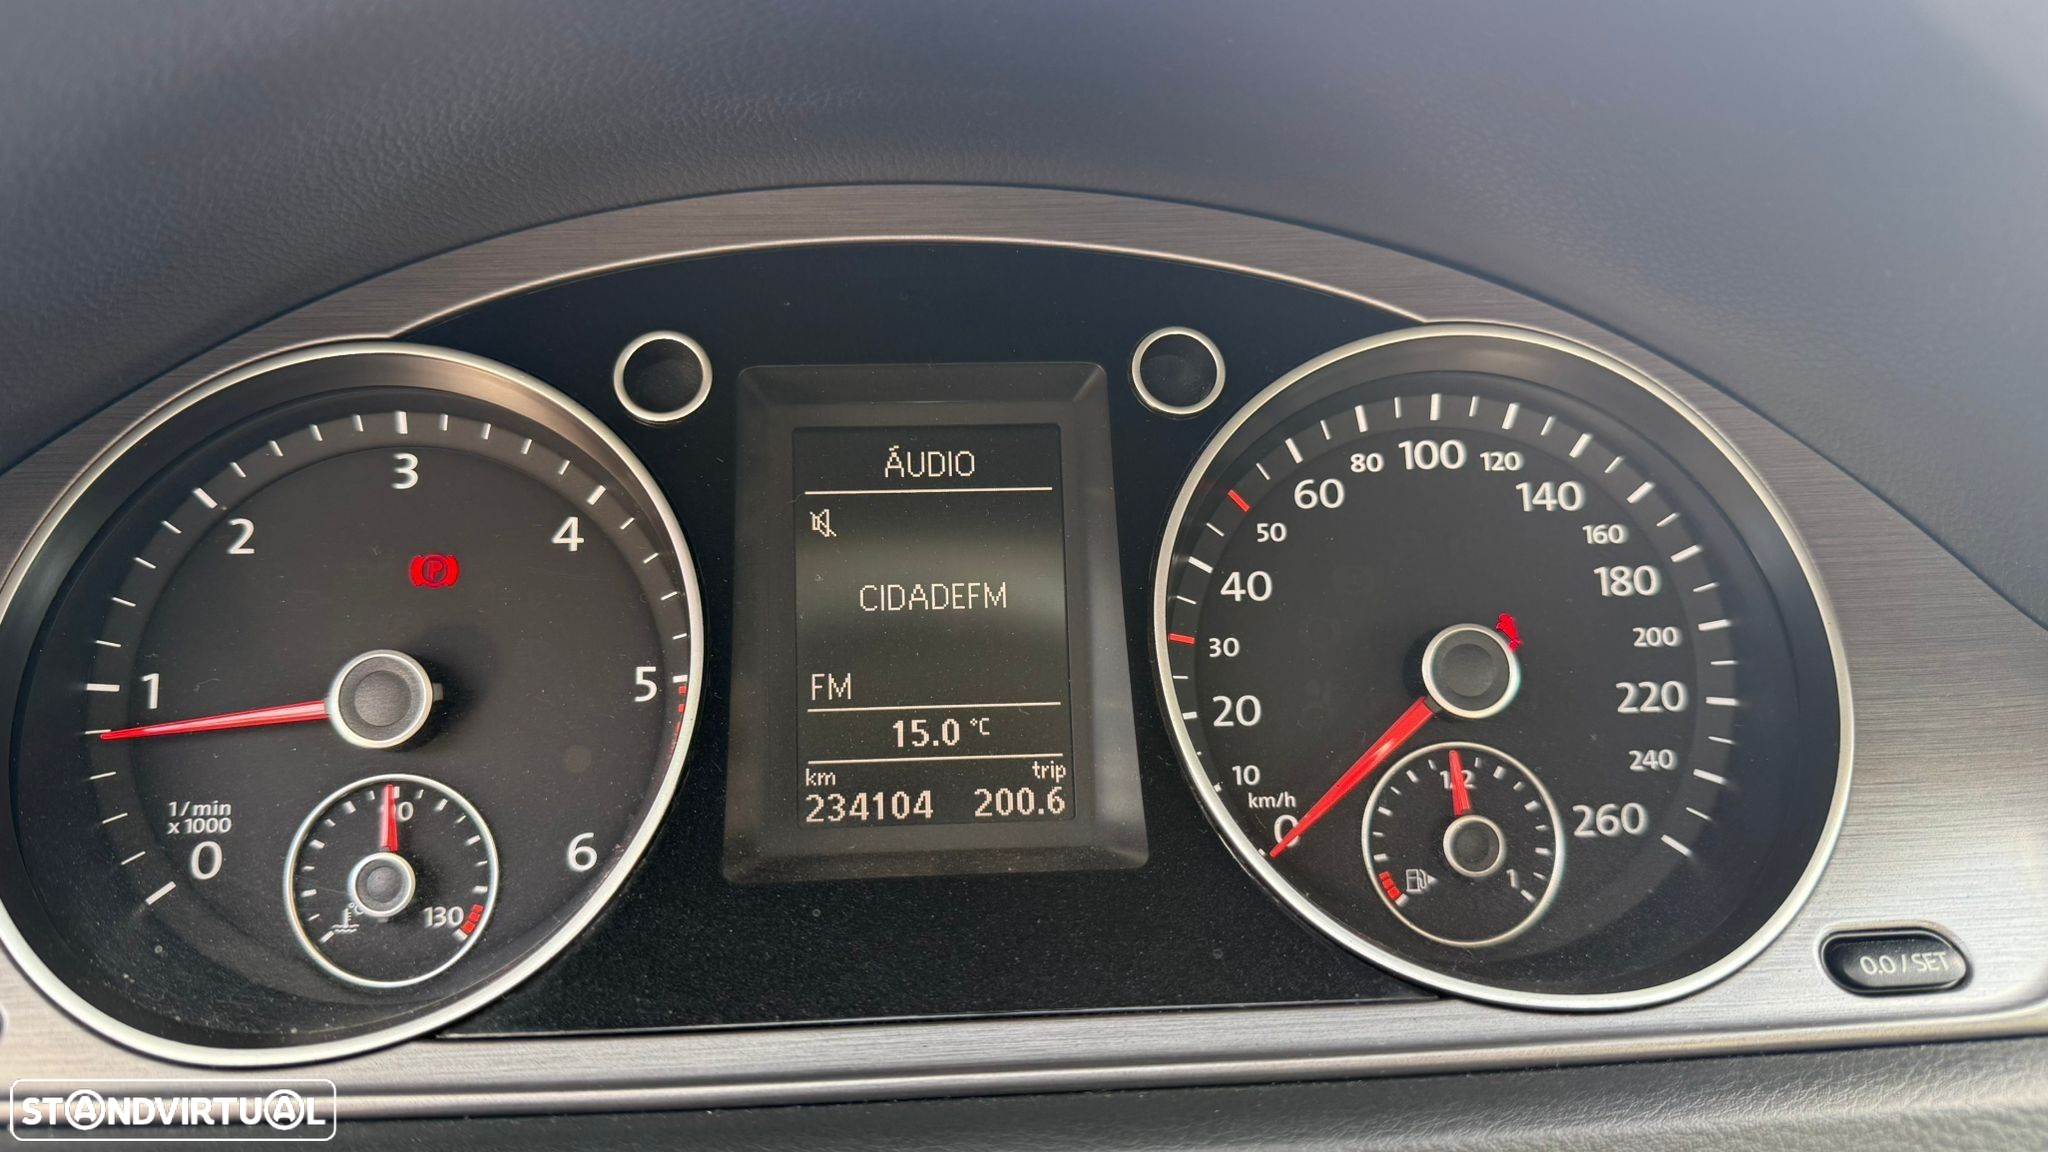 ÁUDIO
CIDADEFM
FM
15.0 °C
km trip
234104 200.6
0 1 2 3 4 5 6
1/min
x 1000
°C 130
0 10 20 30 40 50 60 80 100 120 140 160 180 200 220 240 260
km/h
1/2 1
0.0 / SET
STANDVIRTUAL